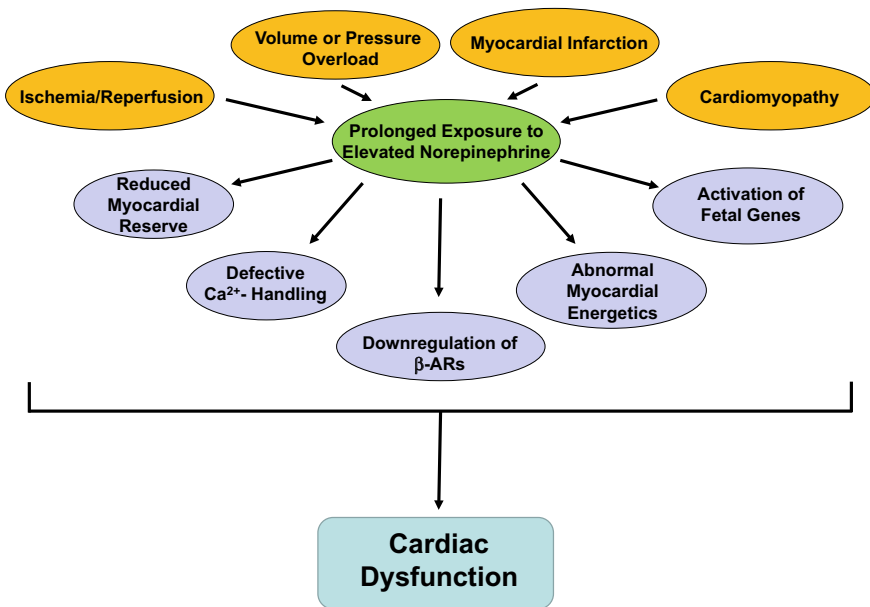 Volume or Pressure
Overload
Myocardial Infarction
Ischemia/Reperfusion
Cardiomyopathy
Prolonged Exposure to
Elevated Norepinephrine
Reduced
Myocardial
Reserve
Activation of
Fetal Genes
Defective
Ca²⁺- Handling
Abnormal
Myocardial
Energetics
Downregulation of
β-ARs
Cardiac
Dysfunction